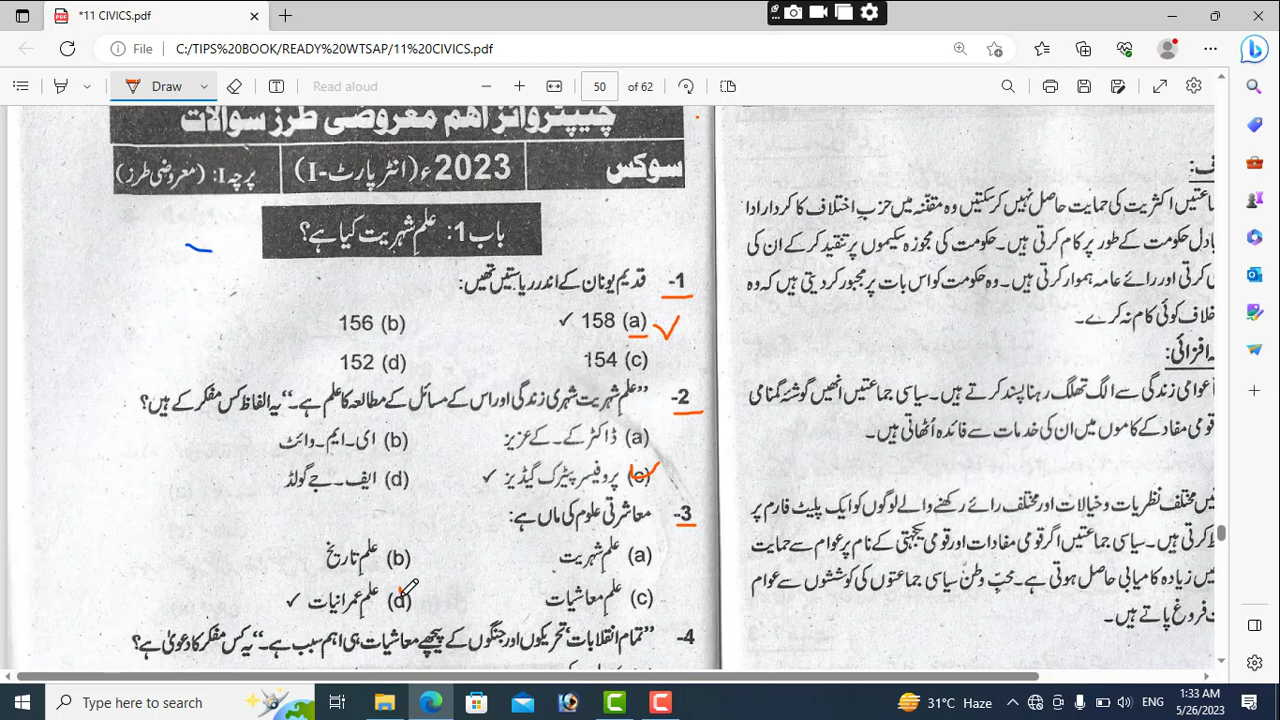 *11 CIVICS.pdf
File C:/TIPS%20BOOK/READY%20WTSAP/11%20CIVICS.pdf
Draw
Read aloud
50 of 62
چیپٹر وائز اہم معروضی طرز سوالات
سوکس 2023ء (انٹر پارٹ-I) پرچہ I: (معروضی طرز)
باب 1: علمِ شہریت کیا ہے؟
1- قدیم یونان کے اندر ریاستیں تھیں:
(a) 158 ✓ (b) 156
(c) 154 (d) 152
2- ”علمِ شہریت شہری زندگی اور اس کے مسائل کے مطالعہ کا علم ہے۔“ یہ الفاظ کس مفکر کے ہیں؟
(a) ڈاکٹر کے۔ کے عزیز (b) ای۔ ایم۔ وائٹ
(c) پروفیسر پیٹرک گیڈیز ✓ (d) ایف۔ جے گولڈ
3- معاشرتی علوم کی ماں ہے:
(a) علمِ شہریت (b) علمِ تاریخ
(c) علمِ معاشیات (d) علمِ عمرانیات ✓
4- ”تمام انقلابات، تحریکوں اور جنگوں کے پیچھے معاشیات ہی اہم سبب ہے۔“ یہ کس مفکر کا دعویٰ ہے؟
ف:
جماعتیں اکثریت کی حمایت حاصل نہیں کر سکتیں وہ مقنّنہ میں حزبِ اختلاف کا کردار ادا
بادل حکومت کے طور پر کام کرتی ہیں۔ حکومت کی مجوزہ سکیموں پر تنقید کر کے ان کی
کرتی اور رائے عامہ ہموار کرتی ہیں۔ وہ حکومت کو اس بات پر مجبور کر دیتی ہیں کہ وہ
خلاف کوئی کام نہ کرے۔
افزائی:
عوامی زندگی سے الگ تھلگ رہنا پسند کرتے ہیں۔ سیاسی جماعتیں انھیں گوشۂ گمنامی
قومی مفاد کے کاموں میں ان کی خدمات سے فائدہ اُٹھاتی ہیں۔
مختلف نظریات و خیالات اور مختلف رائے رکھنے والے لوگوں کو ایک پلیٹ فارم پر
کرتی ہیں۔ سیاسی جماعتیں اگر قومی مفادات اور قومی یکجہتی کے نام پر عوام سے حمایت
زیادہ کامیابی حاصل ہوتی ہے۔ محبِّ وطن سیاسی جماعتوں کی کوششوں سے عوام
فروغ پاتے ہیں۔
Type here to search
31°C Haze
ENG
1:33 AM
5/26/2023